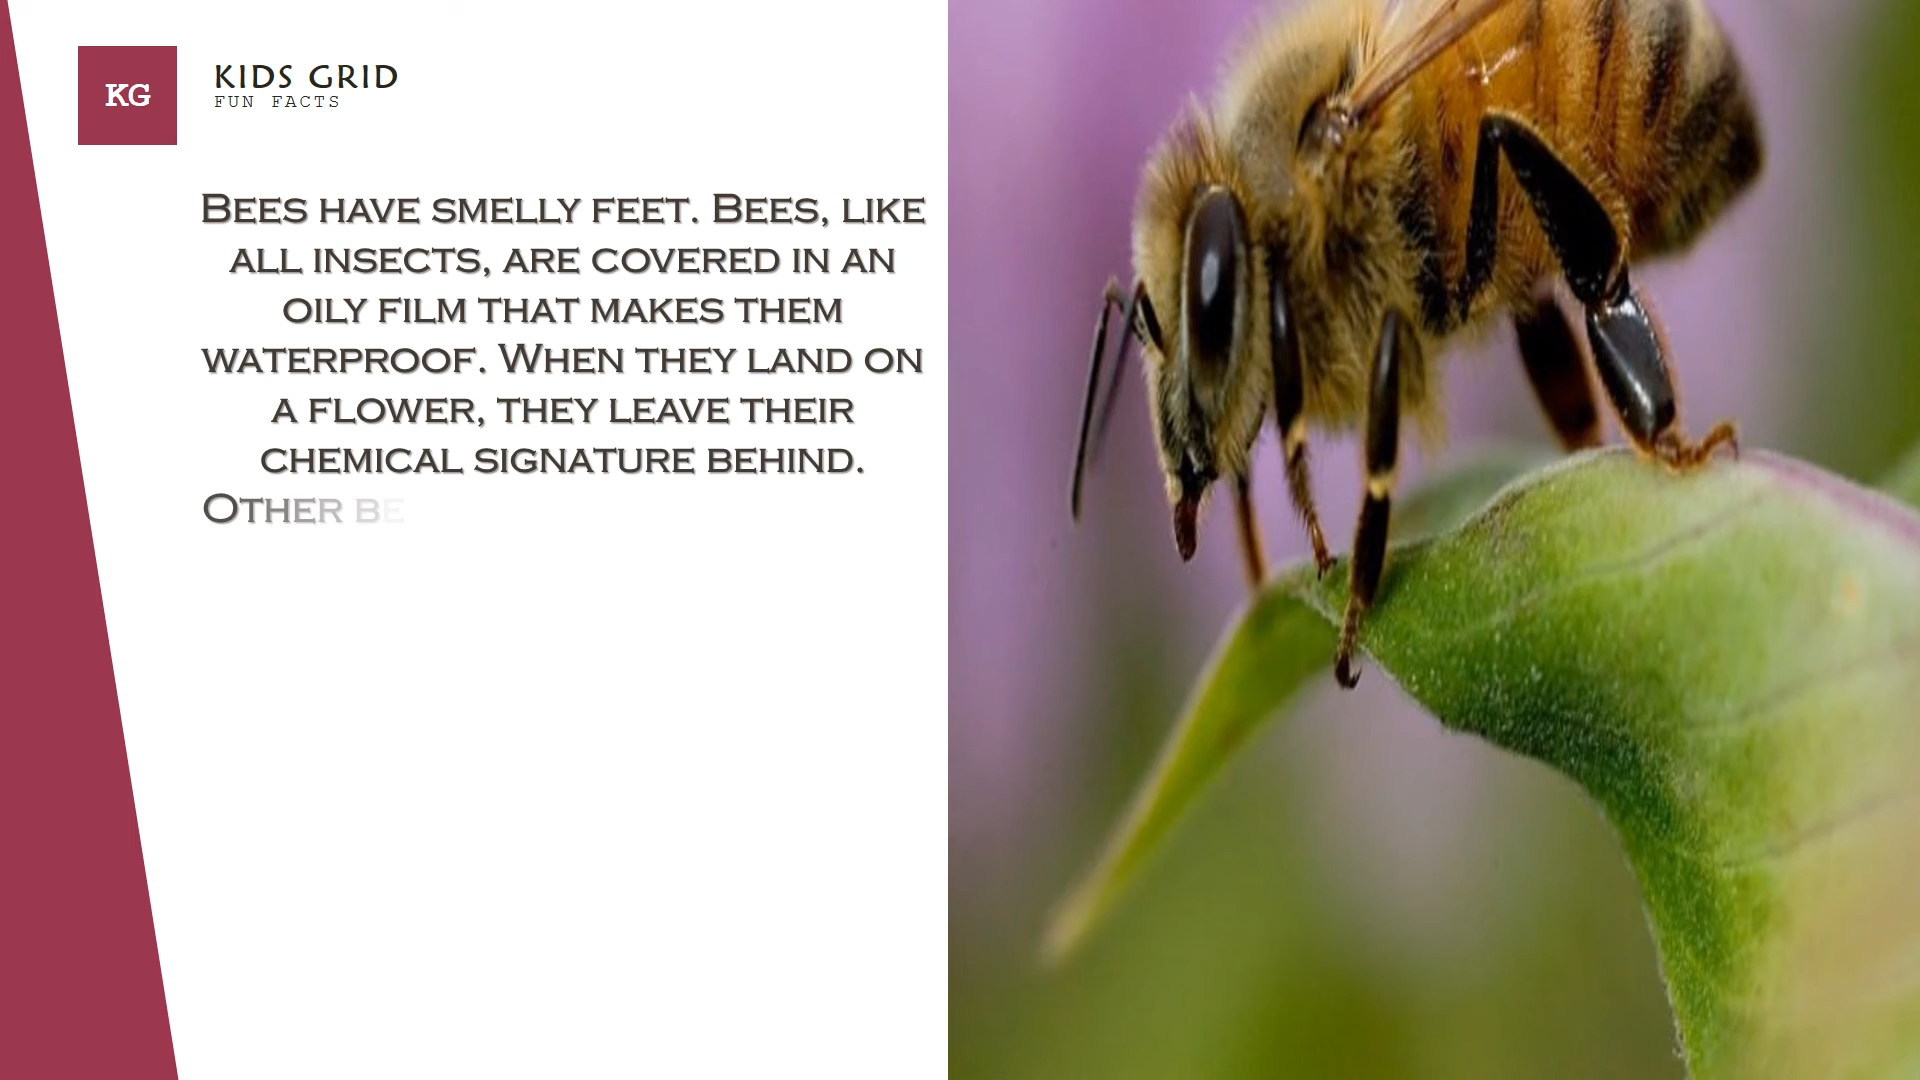 KG
KIDS GRID
FUN FACTS
Bees have smelly feet. Bees, like
all insects, are covered in an
oily film that makes them
waterproof. When they land on
a flower, they leave their
chemical signature behind.
Other be